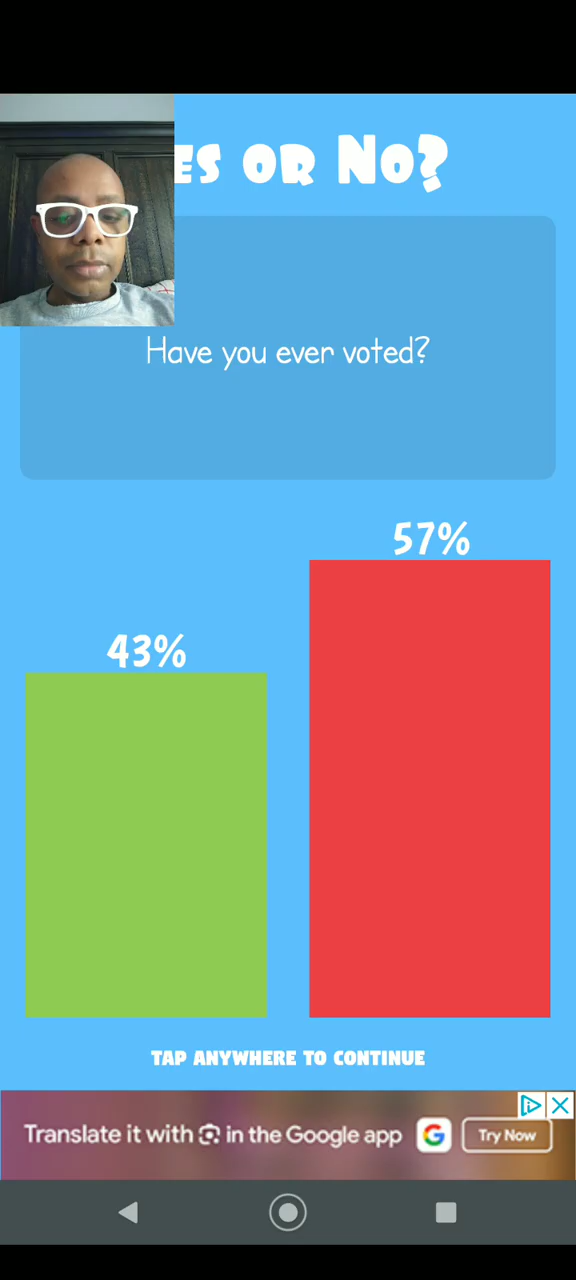 es or No?
Have you ever voted?
57%
43%
TAP ANYWHERE TO CONTINUE
Translate it with in the Google app
G
Try Now